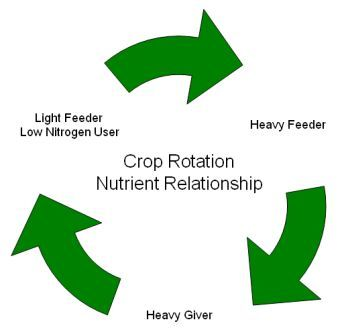 Light Feeder
Low Nitrogen User
Heavy Feeder
Crop Rotation
Nutrient Relationship
Heavy Giver